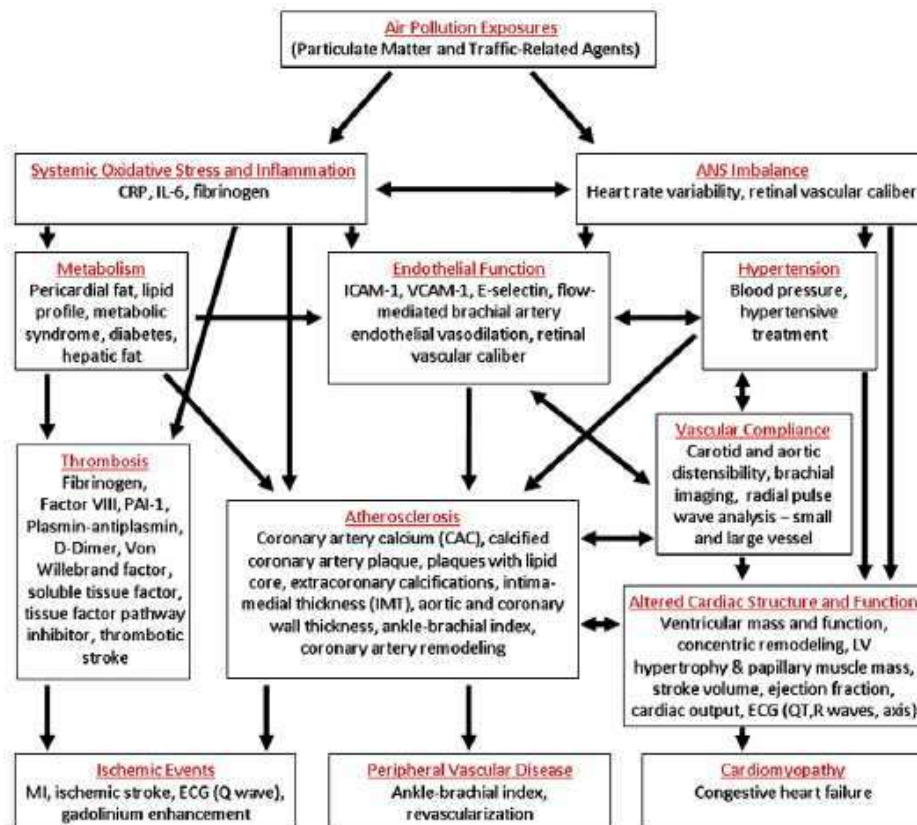 Air Pollution Exposures
(Particulate Matter and Traffic-Related Agents)
Systemic Oxidative Stress and Inflammation
CRP, IL-6, fibrinogen
ANS Imbalance
Heart rate variability, retinal vascular caliber
Metabolism
Pericardial fat, lipid
profile, metabolic
syndrome, diabetes,
hepatic fat
Endothelial Function
ICAM-1, VCAM-1, E-selectin, flow-
mediated brachial artery
endothelial vasodilation, retinal
vascular caliber
Hypertension
Blood pressure,
hypertensive
treatment
Thrombosis
Fibrinogen,
Factor VIII, PAI-1,
Plasmin-antiplasmin,
D-Dimer, Von
Willebrand factor,
soluble tissue factor,
tissue factor pathway
inhibitor, thrombotic
stroke
Atherosclerosis
Coronary artery calcium (CAC), calcified
coronary artery plaque, plaques with lipid
core, extracoronary calcifications, intima-
medial thickness (IMT), aortic and coronary
wall thickness, ankle-brachial index,
coronary artery remodeling
Vascular Compliance
Carotid and aortic
distensibility, brachial
imaging, radial pulse
wave analysis – small
and large vessel
Altered Cardiac Structure and Function
Ventricular mass and function,
concentric remodeling, LV
hypertrophy & papillary muscle mass,
stroke volume, ejection fraction,
cardiac output, ECG (QT,R waves, axis)
Ischemic Events
MI, ischemic stroke, ECG (Q wave),
gadolinium enhancement
Peripheral Vascular Disease
Ankle-brachial index,
revascularization
Cardiomyopathy
Congestive heart failure